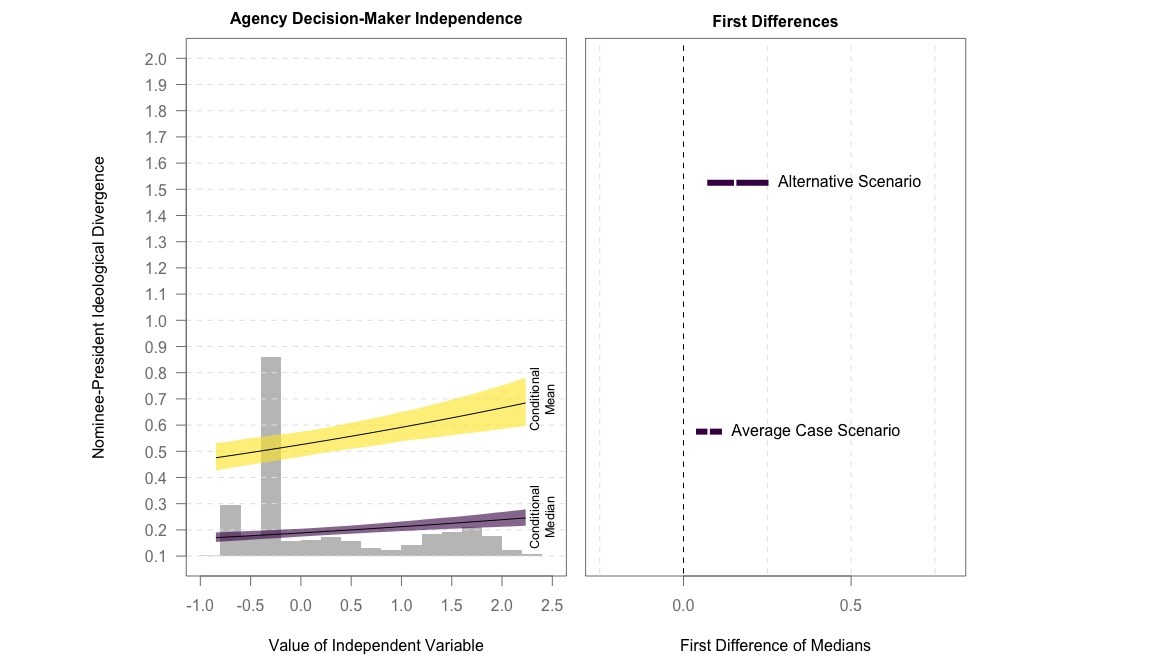 Agency Decision-Maker Independence
First Differences
Nominee-President Ideological Divergence
2.0
1.9
1.8
1.7
1.6
1.5
1.4
1.3
1.2
1.1
1.0
0.9
0.8
0.7
0.6
0.5
0.4
0.3
0.2
0.1
Conditional
Mean
Conditional
Median
-1.0 -0.5 0.0 0.5 1.0 1.5 2.0 2.5
Value of Independent Variable
Alternative Scenario
Average Case Scenario
0.0 0.5
First Difference of Medians